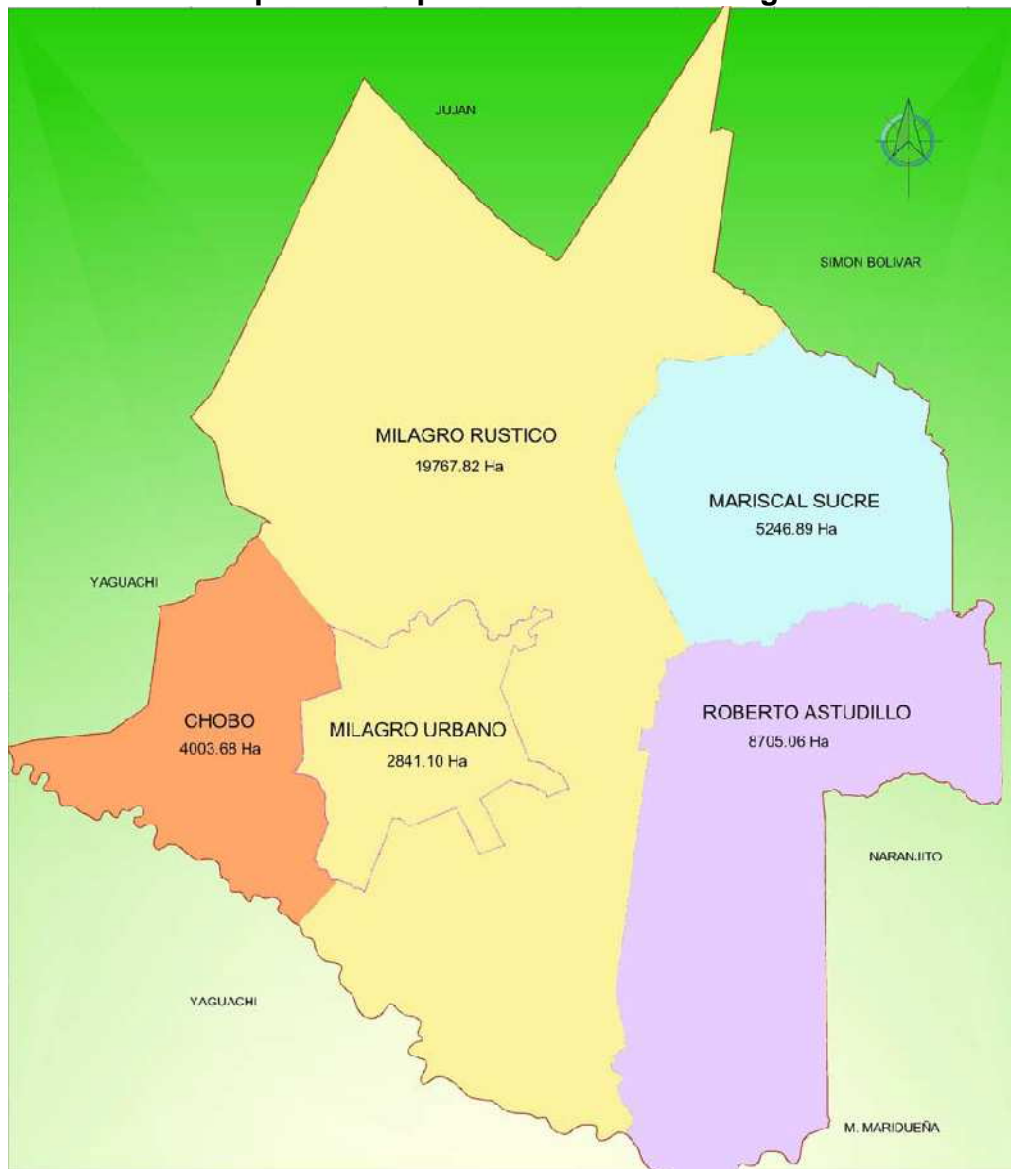 JUJAN
SIMON BOLIVAR
MILAGRO RUSTICO
19767.82 Ha
MARISCAL SUCRE
5246.89 Ha
YAGUACHI
CHOBO
4003.68 Ha
MILAGRO URBANO
2841.10 Ha
ROBERTO ASTUDILLO
8705.06 Ha
NARANJITO
YAGUACHI
M. MARIDUEÑA